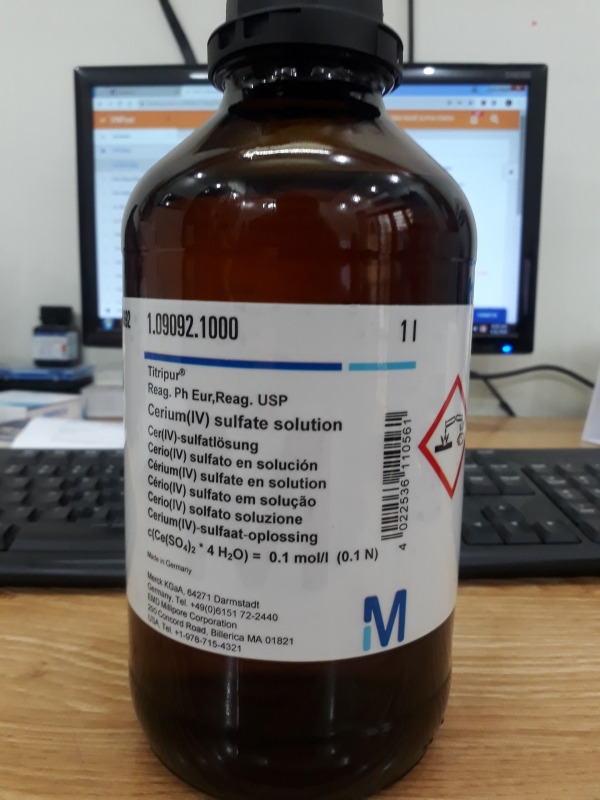 1.09092.1000
1 l
Titripur®
Reag. Ph Eur,Reag. USP
Cerium(IV) sulfate solution
Cer(IV)-sulfatlösung
Cerio(IV) sulfato en solución
Cérium(IV) sulfate en solution
Cério(IV) sulfato em solução
Cerio(IV) solfato soluzione
Cerium(IV)-sulfaat-oplossing
c(Ce(SO₄)₂ * 4 H₂O) = 0.1 mol/l (0.1 N)
Made in Germany
Merck KGaA, 64271 Darmstadt
Germany. Tel. +49(0)6151 72-2440
EMD Millipore Corporation
290 Concord Road, Billerica MA 01821
USA, Tel. +1-978-715-4321
4 022536 110561
M